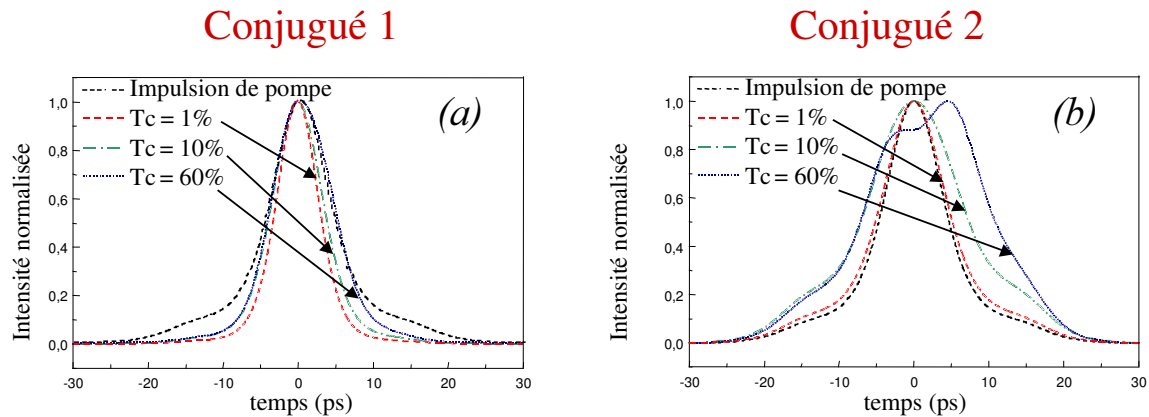 Conjugué 1
Conjugué 2
Intensité normalisée
1,0
0,8
0,6
0,4
0,2
0,0
Impulsion de pompe
Tc = 1%
Tc = 10%
Tc = 60%
(a)
-30 -20 -10 0 10 20 30
temps (ps)
Intensité normalisée
1,0
0,8
0,6
0,4
0,2
0,0
Impulsion de pompe
Tc = 1%
Tc = 10%
Tc = 60%
(b)
-30 -20 -10 0 10 20 30
temps (ps)